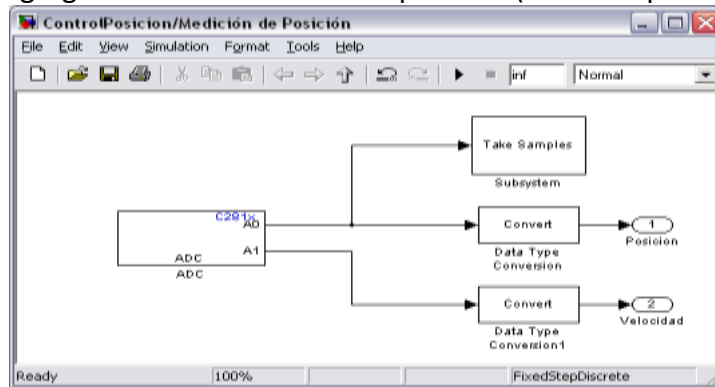 ControlPosicion/Medición de Posición
File Edit View Simulation Format Tools Help
inf Normal
Take Samples
Subsystem
C281x
A0
A1
ADC
ADC
Convert
Data Type
Conversion
1
Posicion
Convert
Data Type
Conversion1
2
Velocidad
Ready 100% FixedStepDiscrete